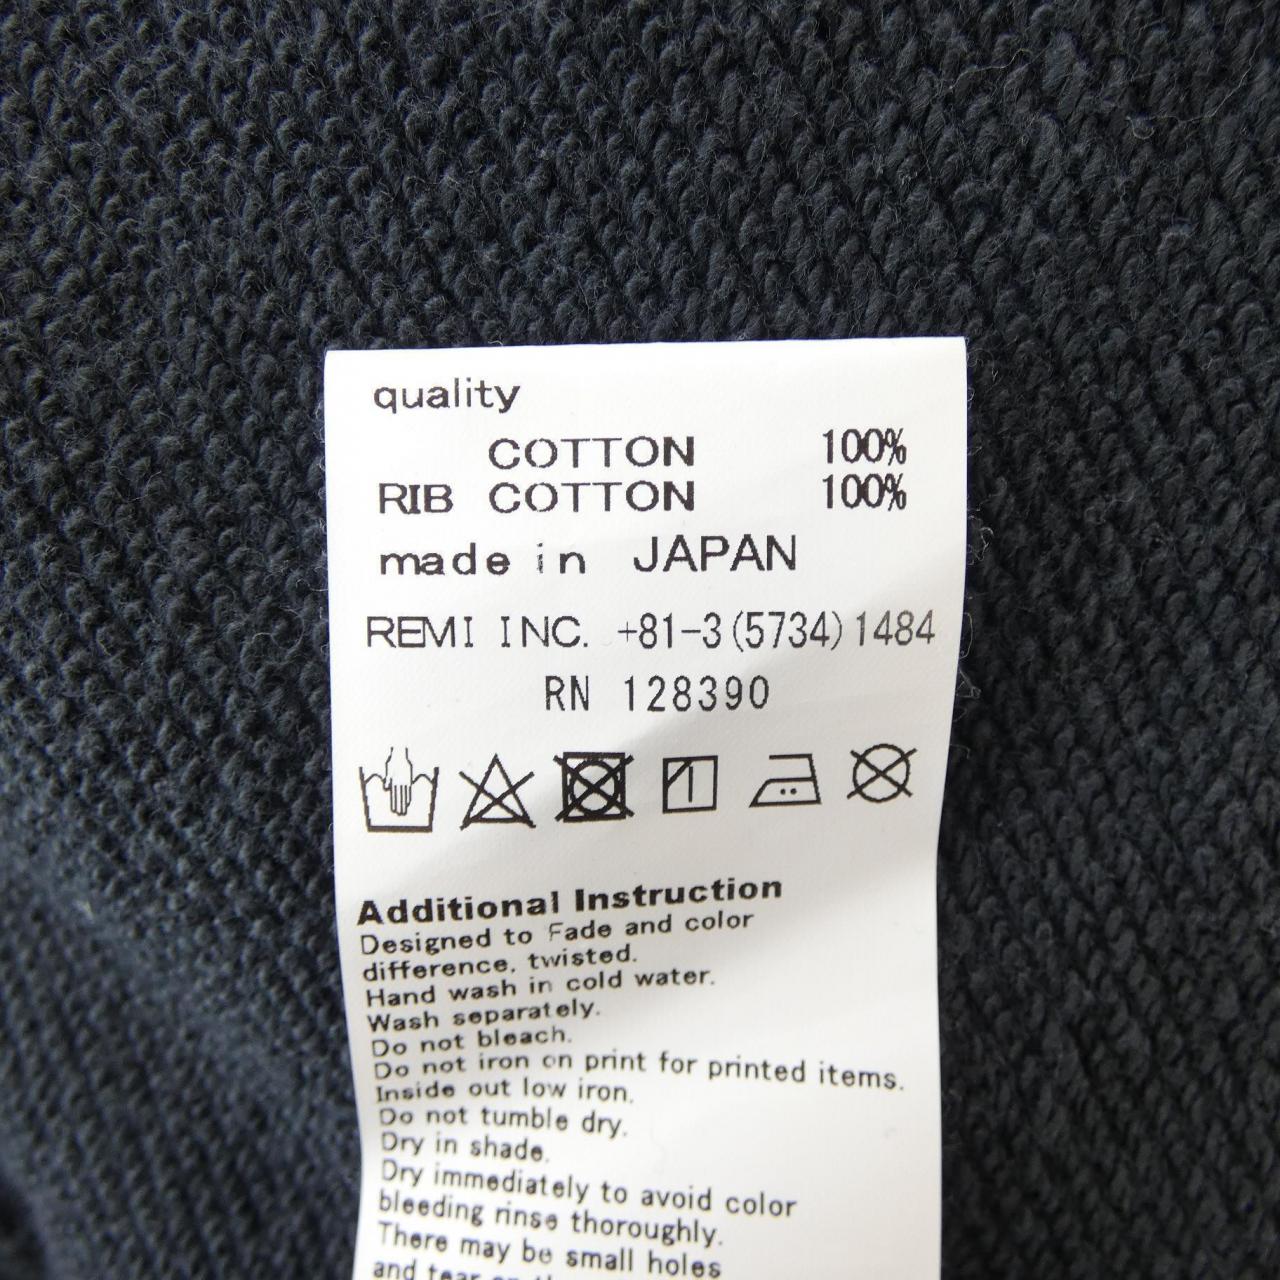 quality
COTTON 100%
RIB COTTON 100%
made in JAPAN
REMI INC. +81-3(5734)1484
RN 128390
Additional Instruction
Designed to Fade and color
difference, twisted.
Hand wash in cold water.
Wash separately.
Do not bleach.
Do not iron on print for printed items.
Inside out low iron.
Do not tumble dry.
Dry in shade.
Dry immediately to avoid color
bleeding rinse thoroughly.
There may be small holes
and tear on